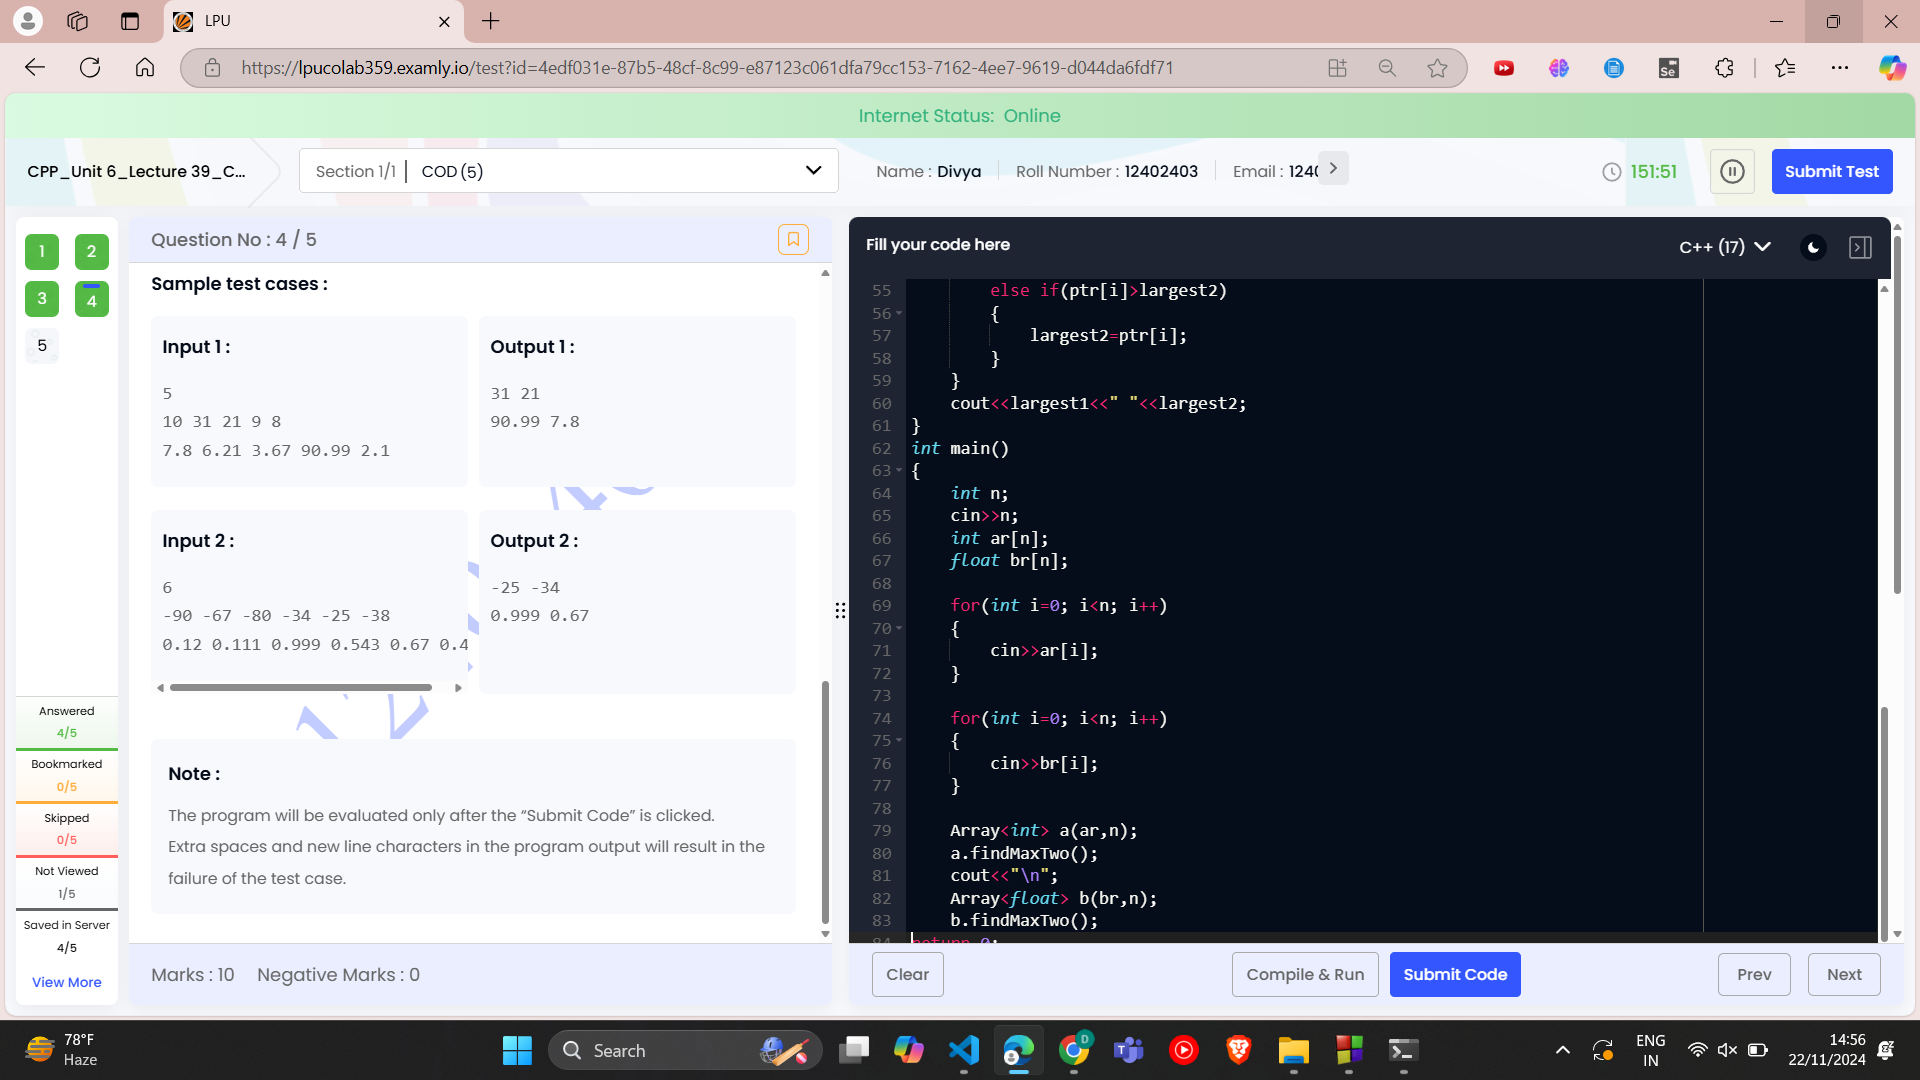 LPU
https://lpucolab359.examly.io/test?id=4edf031e-87b5-48cf-8c99-e87123c061dfa79cc153-7162-4ee7-9619-d044da6fdf71
Internet Status: Online
CPP_Unit 6_Lecture 39_C...
Section 1/1 | COD (5)
Name : Divya
Roll Number : 12402403
Email : 1240
151:51
Submit Test
1
2
3
4
5
Answered
4/5
Bookmarked
0/5
Skipped
0/5
Not Viewed
1/5
Saved in Server
4/5
View More
Question No : 4 / 5
Sample test cases :
Input 1 :
5
10 31 21 9 8
7.8 6.21 3.67 90.99 2.1
Output 1 :
31 21
90.99 7.8
Input 2 :
6
-90 -67 -80 -34 -25 -38
0.12 0.111 0.999 0.543 0.67 0.4
Output 2 :
-25 -34
0.999 0.67
Note :
The program will be evaluated only after the “Submit Code” is clicked.
Extra spaces and new line characters in the program output will result in the
failure of the test case.
Marks : 10
Negative Marks : 0
Fill your code here
C++ (17)
55 else if(ptr[i]>largest2)
56 {
57 largest2=ptr[i];
58 }
59 }
60 cout<<largest1<<" "<<largest2;
61 }
62 int main()
63 {
64 int n;
65 cin>>n;
66 int ar[n];
67 float br[n];
68
69 for(int i=0; i<n; i++)
70 {
71 cin>>ar[i];
72 }
73
74 for(int i=0; i<n; i++)
75 {
76 cin>>br[i];
77 }
78
79 Array<int> a(ar,n);
80 a.findMaxTwo();
81 cout<<"\n";
82 Array<float> b(br,n);
83 b.findMaxTwo();
84 return 0;
Clear
Compile & Run
Submit Code
Prev
Next
78°F
Haze
Search
D
ENG
IN
14:56
22/11/2024